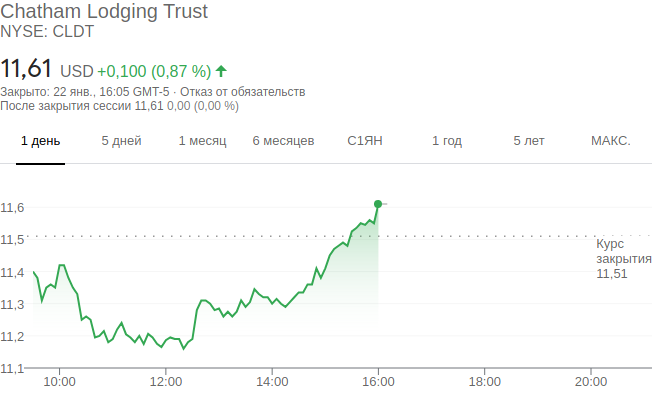 Chatham Lodging Trust
NYSE: CLDT
11,61 USD +0,100 (0,87 %)
Закрыто: 22 янв., 16:05 GMT-5 · Отказ от обязательств
После закрытия сессии 11,61 0,00 (0,00 %)
1 день 5 дней 1 месяц 6 месяцев С1ЯН 1 год 5 лет МАКС.
11,6
11,5
Курс
закрытия
11,51
11,4
11,3
11,2
11,1
10:00 12:00 14:00 16:00 18:00 20:00